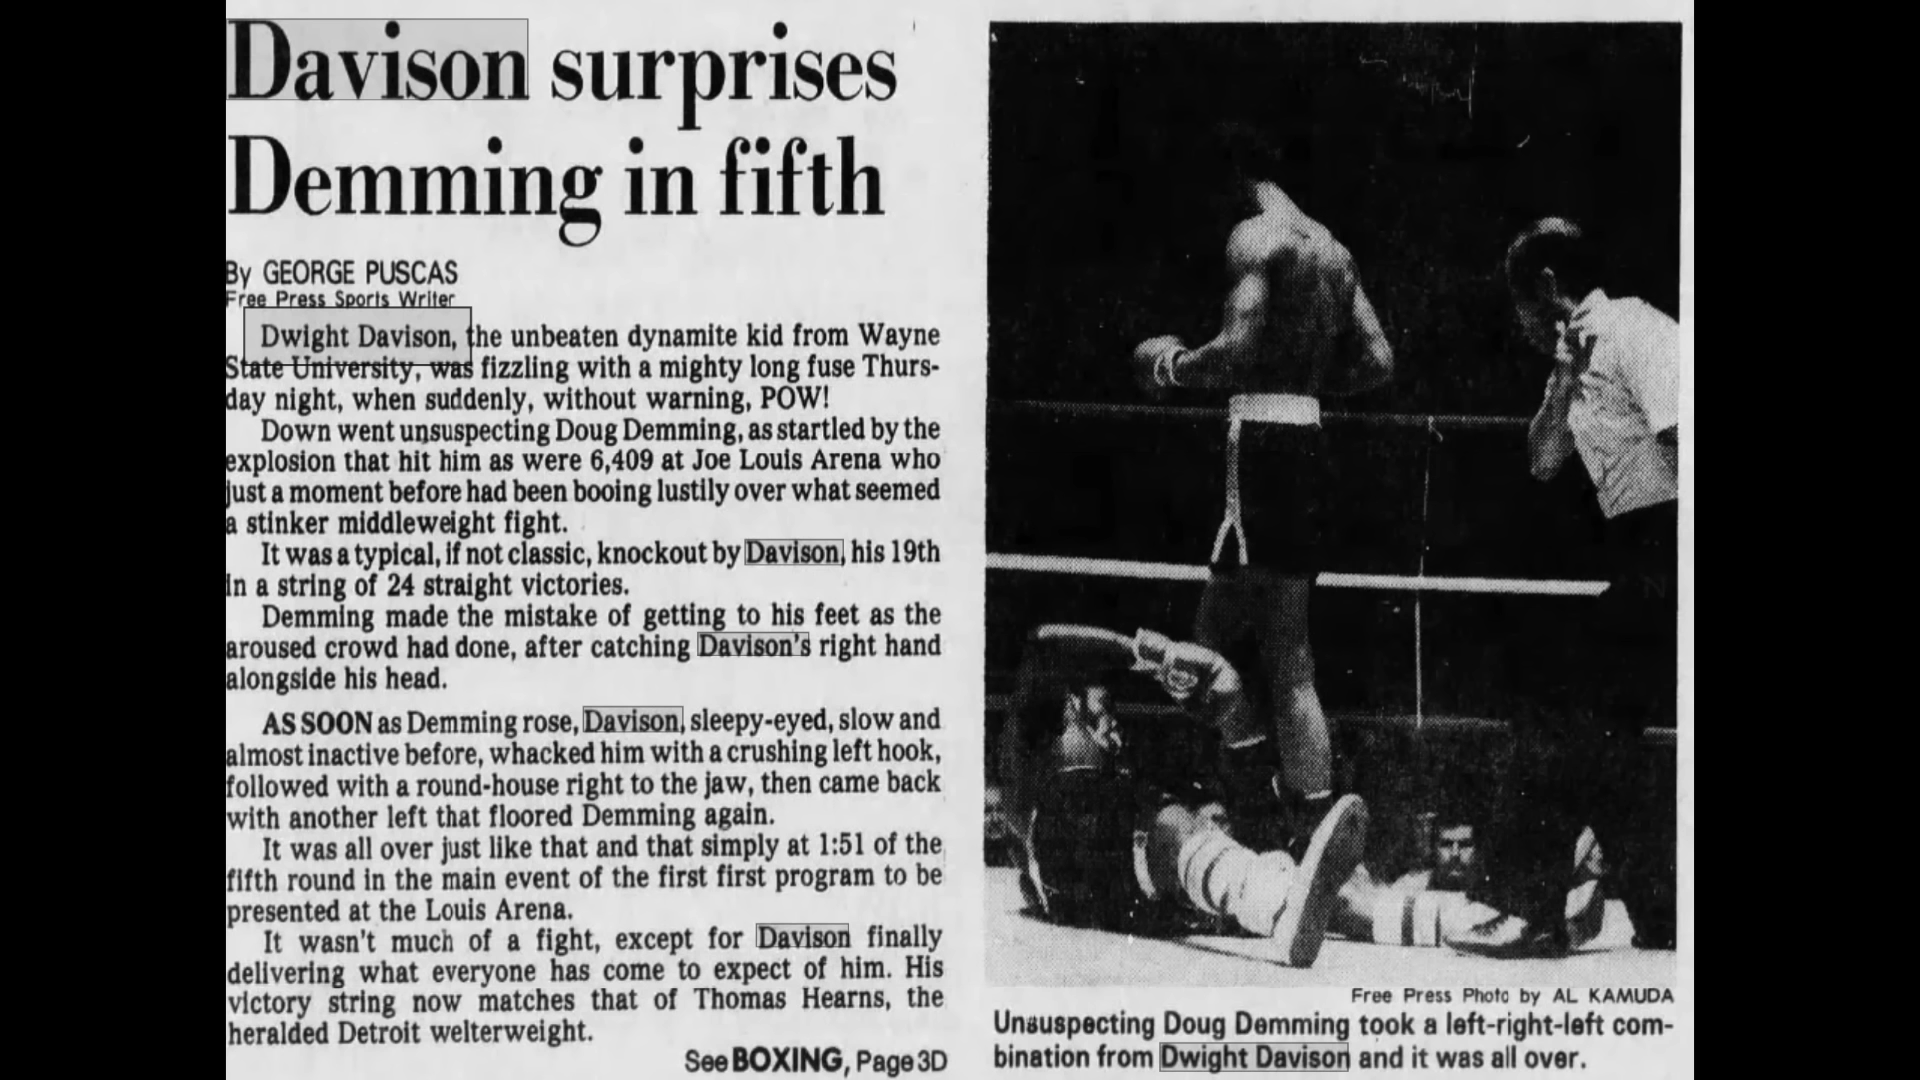 Davison surprises
Demming in fifth
By GEORGE PUSCAS
Free Press Sports Writer
Dwight Davison, the unbeaten dynamite kid from Wayne
State University, was fizzling with a mighty long fuse Thurs-
day night, when suddenly, without warning, POW!
Down went unsuspecting Doug Demming, as startled by the
explosion that hit him as were 6,409 at Joe Louis Arena who
just a moment before had been booing lustily over what seemed
a stinker middleweight fight.
It was a typical, if not classic, knockout by Davison, his 19th
in a string of 24 straight victories.
Demming made the mistake of getting to his feet as the
aroused crowd had done, after catching Davison's right hand
alongside his head.
AS SOON as Demming rose, Davison, sleepy-eyed, slow and
almost inactive before, whacked him with a crushing left hook,
followed with a round-house right to the jaw, then came back
with another left that floored Demming again.
It was all over just like that and that simply at 1:51 of the
fifth round in the main event of the first first program to be
presented at the Louis Arena.
It wasn't much of a fight, except for Davison finally
delivering what everyone has come to expect of him. His
victory string now matches that of Thomas Hearns, the
heralded Detroit welterweight.
See BOXING, Page 3D
Free Press Photo by AL KAMUDA
Unsuspecting Doug Demming took a left-right-left com-
bination from Dwight Davison and it was all over.